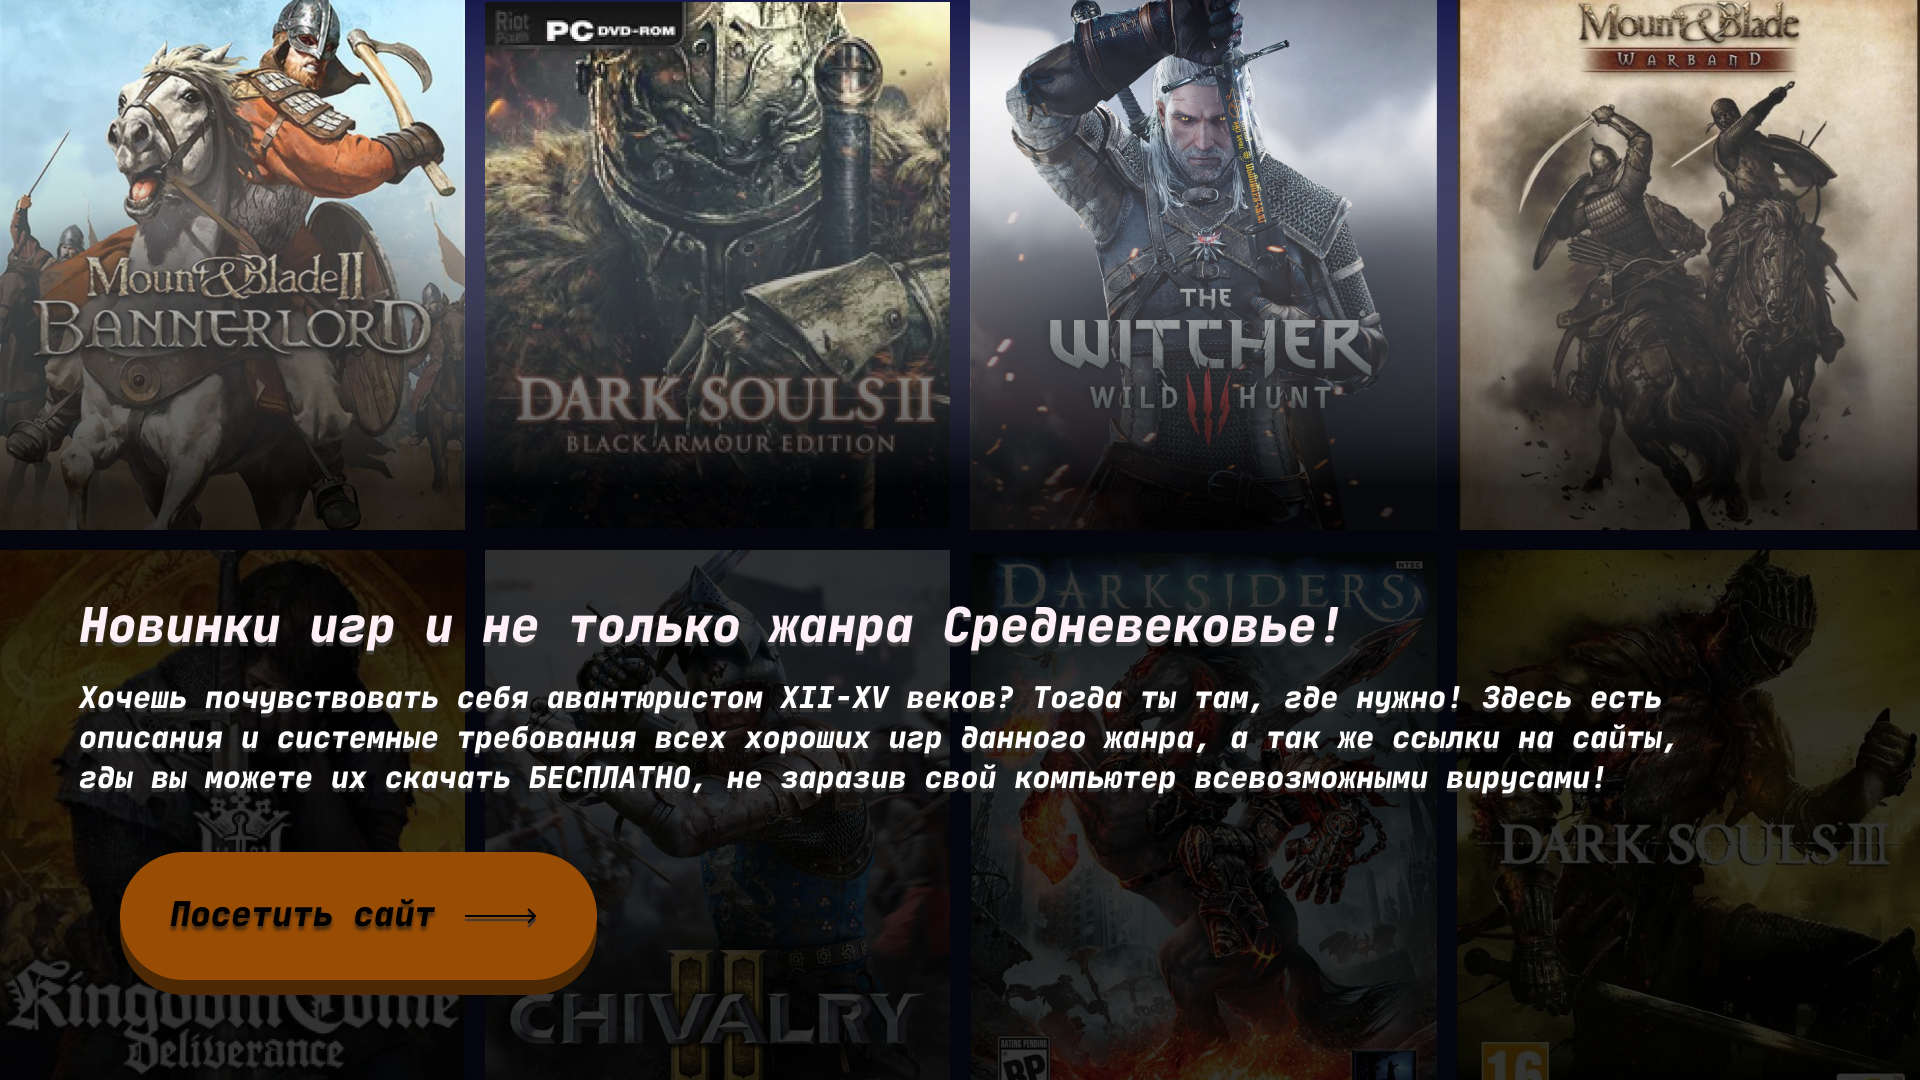 Riot
Pixels
PC DVD-ROM
Mount&Blade
WARBAND
Mount&Blade II
BANNERLORD
DARK SOULS II
BLACK ARMOUR EDITION
THE
WITCHER
WILD HUNT
DARKSIDERS
NTSC
Новинки игр и не только жанра Средневековье!
Хочешь почувствовать себя авантюристом XII-XV веков? Тогда ты там, где нужно! Здесь есть
описания и системные требования всех хороших игр данного жанра, а так же ссылки на сайты,
гды вы можете их скачать БЕСПЛАТНО, не заразив свой компьютер всевозможными вирусами!
DARK SOULS III
Посетить сайт
Kingdom Come
Deliverance
CHIVALRY
II
RATING PENDING
RP
16